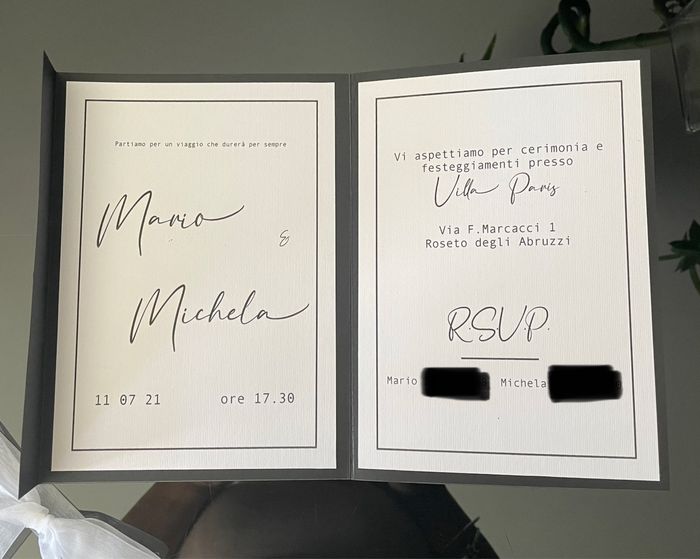 Partiamo per un viaggio che durerà per sempre
Mario
&
Michela
11 07 21 ore 17.30
Vi aspettiamo per cerimonia e
festeggiamenti presso
Villa Paris
Via F.Marcacci 1
Roseto degli Abruzzi
R.S.V.P.
Mario Michela